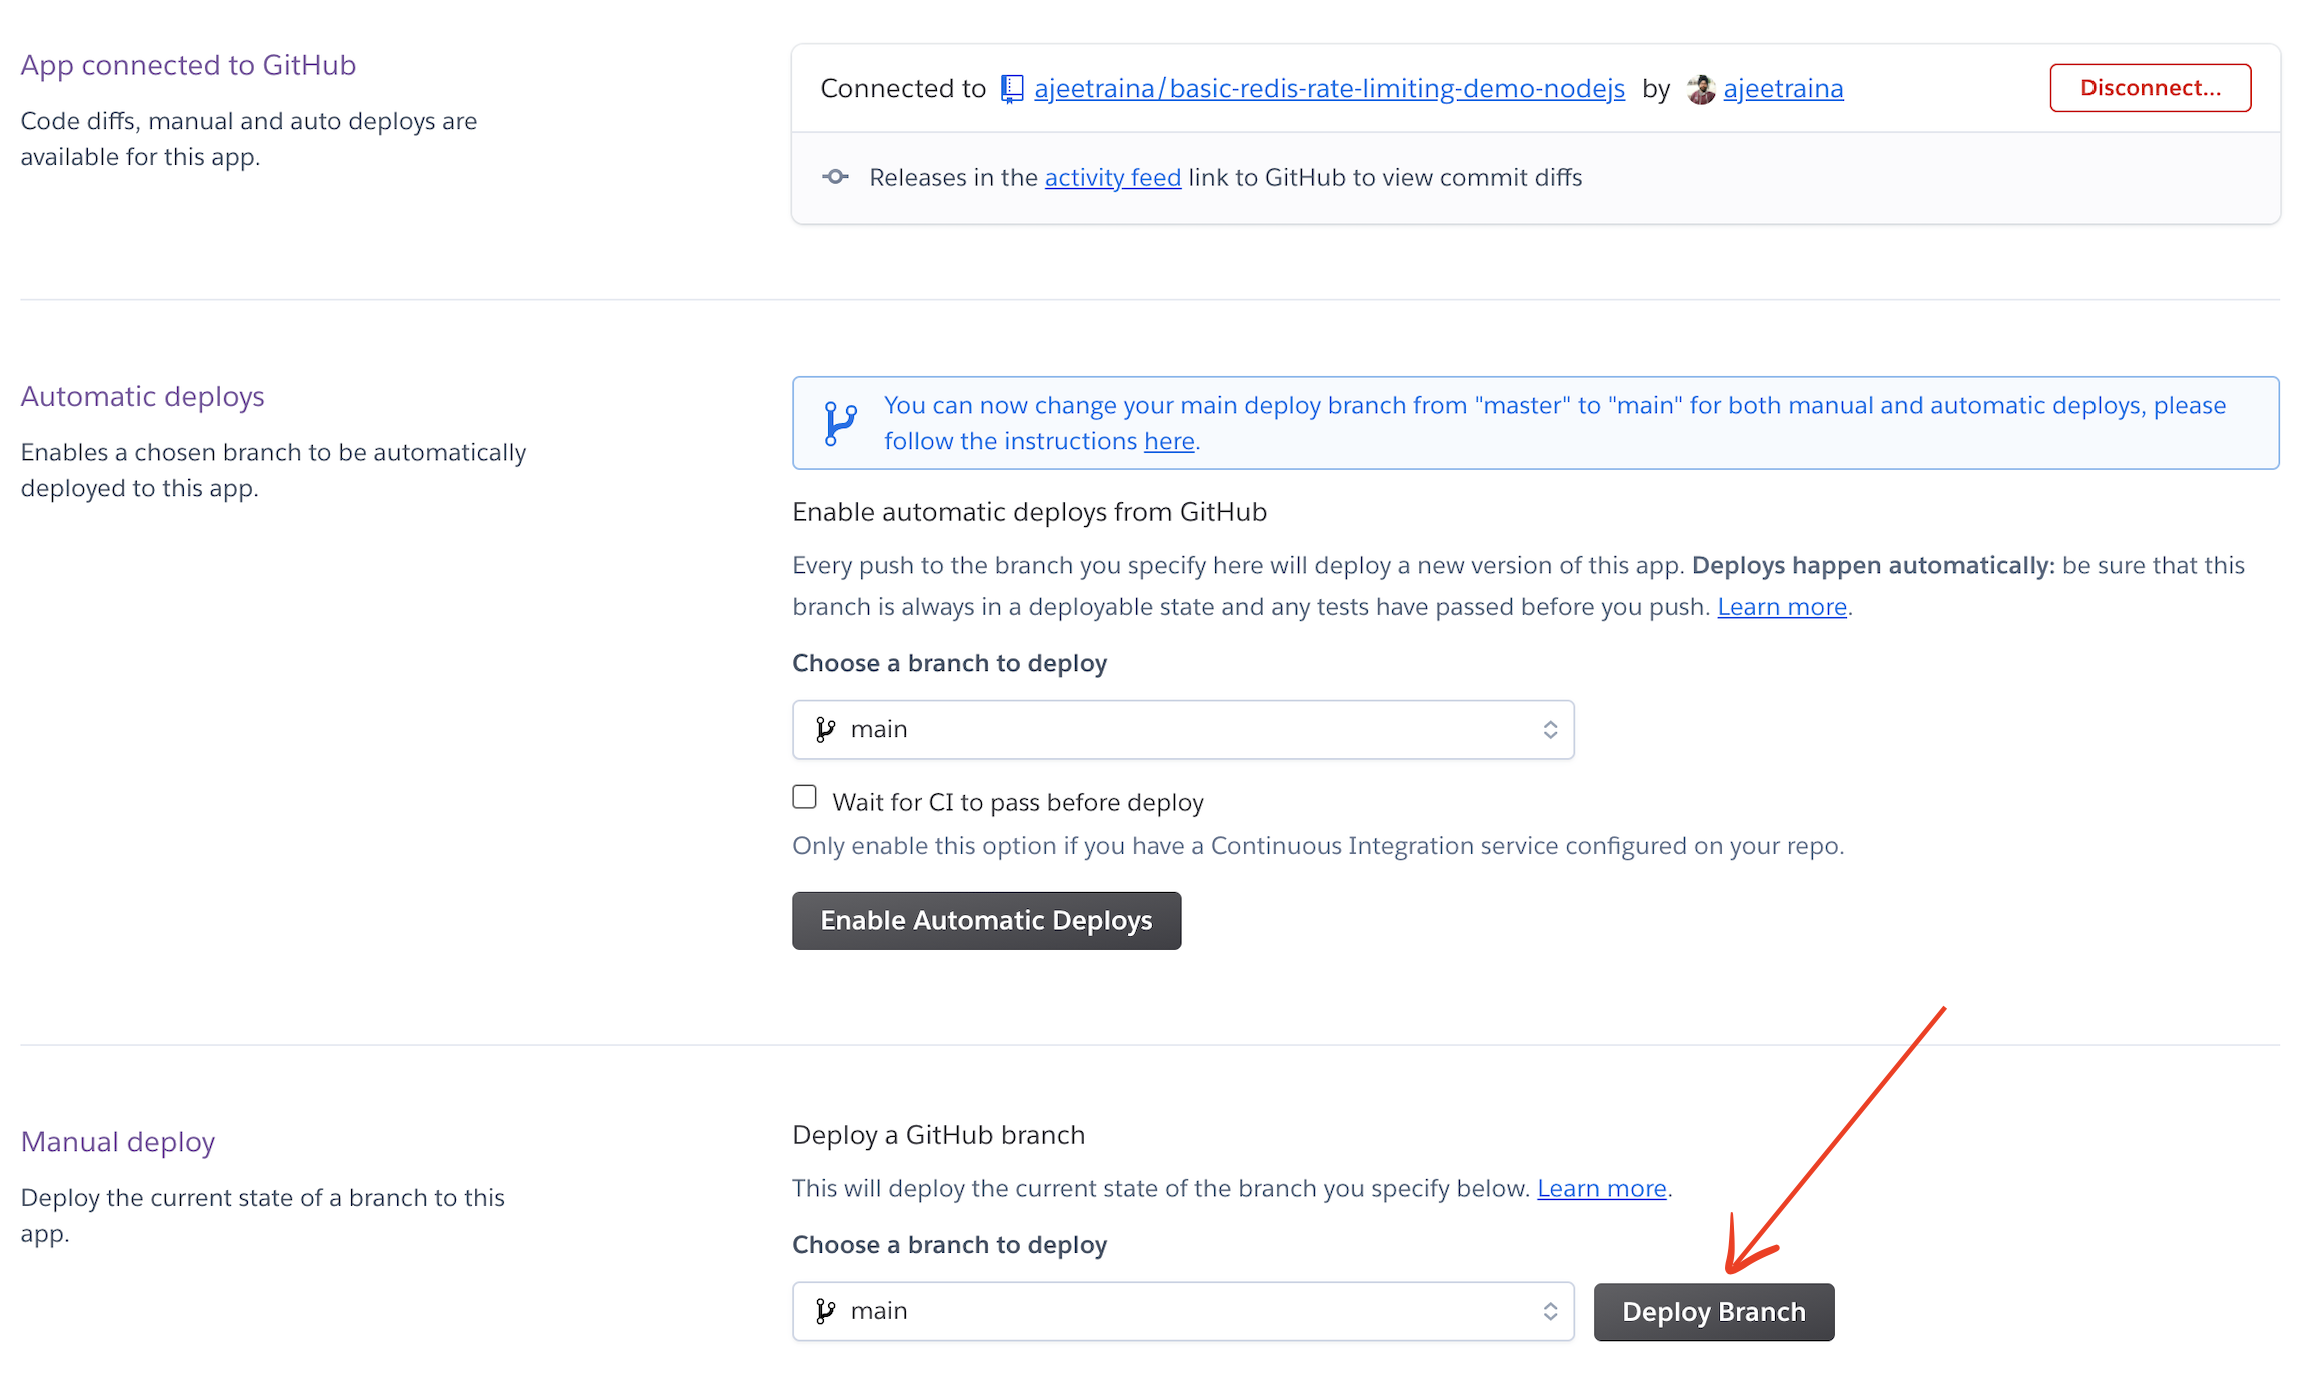 App connected to GitHub
Code diffs, manual and auto deploys are
available for this app.
Connected to ajeetraina/basic-redis-rate-limiting-demo-nodejs by ajeetraina
Disconnect...
Releases in the activity feed link to GitHub to view commit diffs
Automatic deploys
Enables a chosen branch to be automatically
deployed to this app.
You can now change your main deploy branch from "master" to "main" for both manual and automatic deploys, please
follow the instructions here.
Enable automatic deploys from GitHub
Every push to the branch you specify here will deploy a new version of this app. Deploys happen automatically: be sure that this
branch is always in a deployable state and any tests have passed before you push. Learn more.
Choose a branch to deploy
main
Wait for CI to pass before deploy
Only enable this option if you have a Continuous Integration service configured on your repo.
Enable Automatic Deploys
Manual deploy
Deploy the current state of a branch to this
app.
Deploy a GitHub branch
This will deploy the current state of the branch you specify below. Learn more.
Choose a branch to deploy
main
Deploy Branch